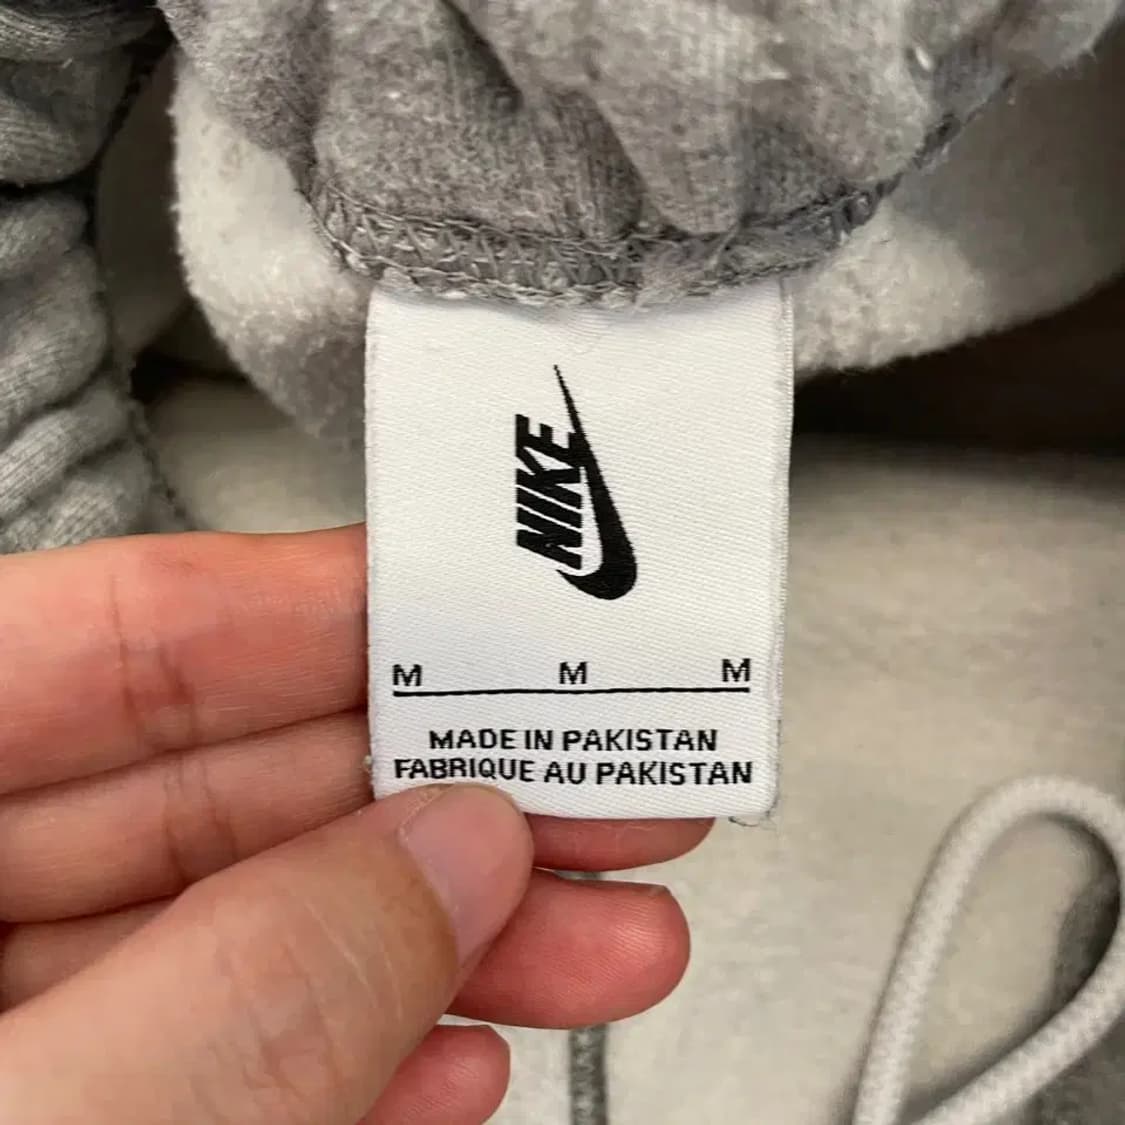 NIKE
M M M
MADE IN PAKISTAN
FABRIQUE AU PAKISTAN